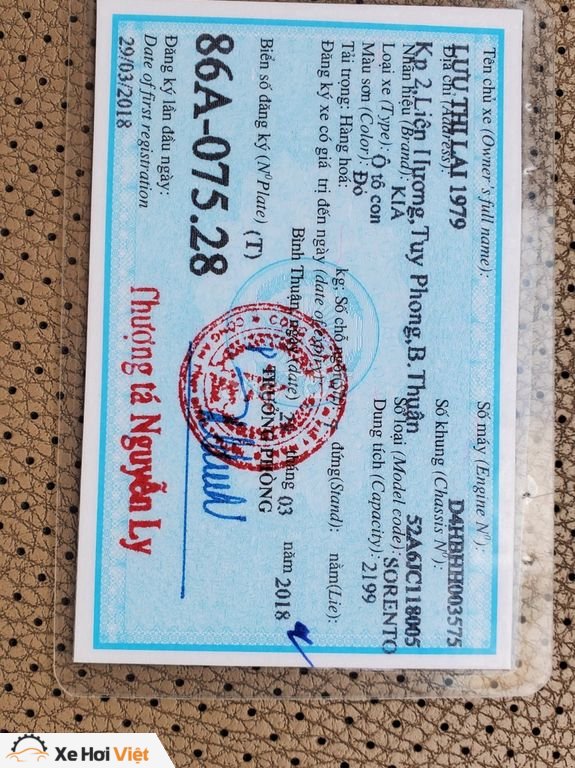 Tên chủ xe (Owner's full name):
LƯU THỊ LAI 1979
Số máy (Engine Nº):
D4HBHH003575
Địa chỉ (Address):
Kp 2,Liên Hương,Tuy Phong,B.Thuận
Số khung (Chassis Nº):
52A6JC118005
Nhãn hiệu (Brand): KIA
Số loại (Model code): SORENTO
Loại xe (Type): Ô tô con
Dung tích (Capacity): 2199
Màu sơn (Color): Đỏ
Tải trọng: Hàng hoá: kg; Số chỗ đứng(Stand): nằm(Lie):
Đăng ký xe có giá trị đến ngày (date of expiry)
Bình Thuận, ngày (date) tháng 03 năm 2018
Biển số đăng ký (NºPlate) (T)
TRƯỞNG PHÒNG
86A-075.28
Đăng ký lần đầu ngày:
Date of first registration
29/03/2018
Thượng tá Nguyễn Ly
Xe Hơi Việt